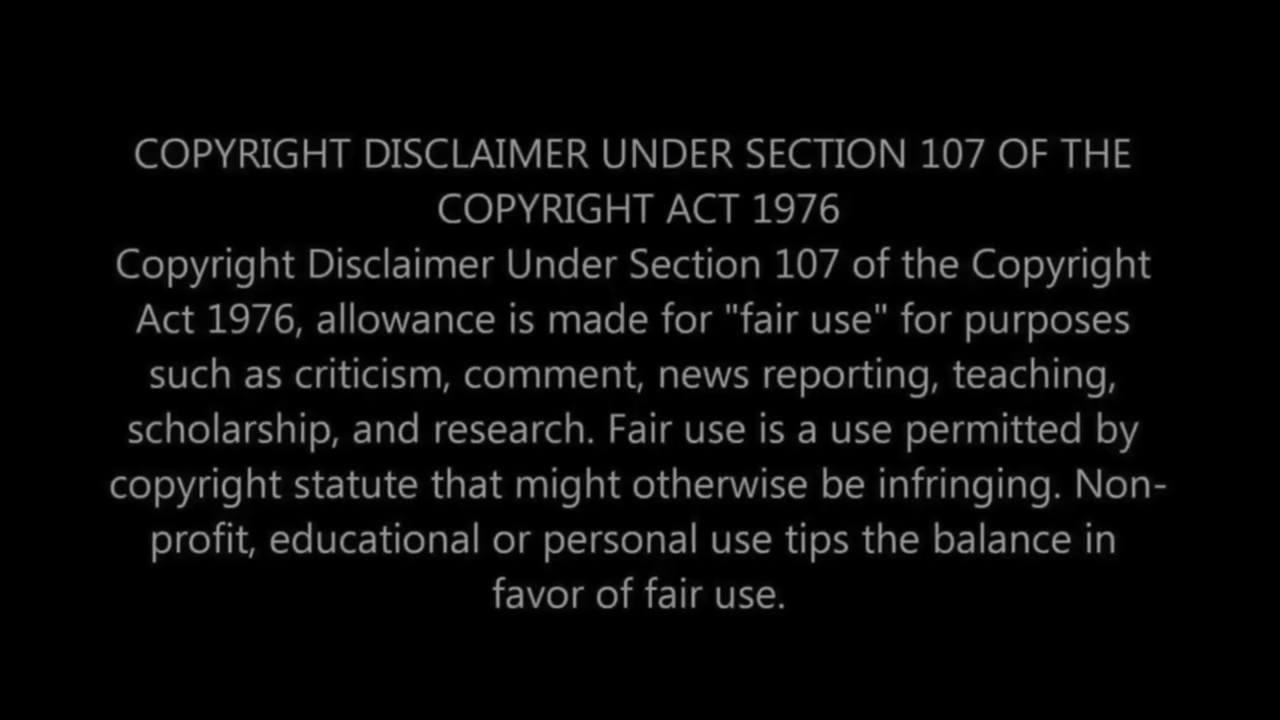 COPYRIGHT DISCLAIMER UNDER SECTION 107 OF THE
COPYRIGHT ACT 1976
Copyright Disclaimer Under Section 107 of the Copyright
Act 1976, allowance is made for "fair use" for purposes
such as criticism, comment, news reporting, teaching,
scholarship, and research. Fair use is a use permitted by
copyright statute that might otherwise be infringing. Non-
profit, educational or personal use tips the balance in
favor of fair use.